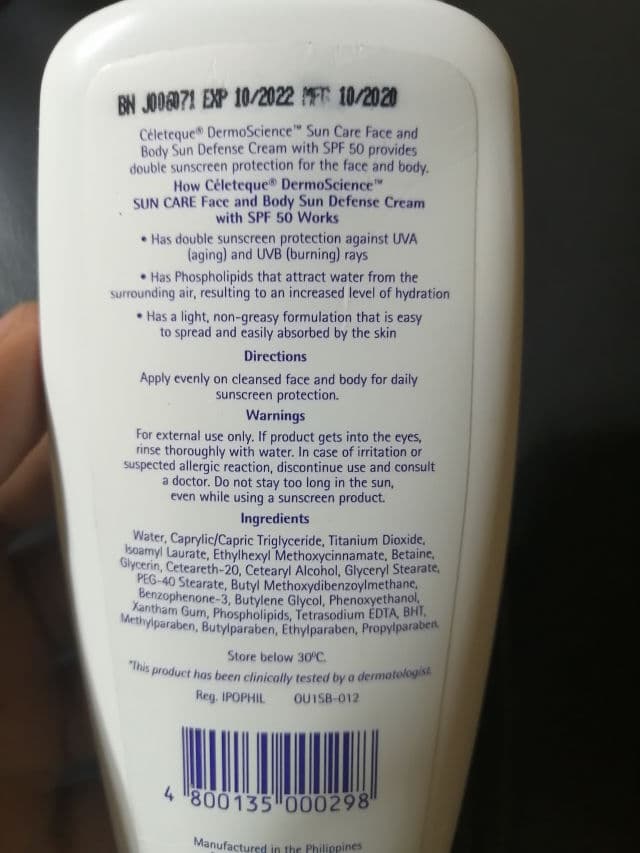 BN J006071 EXP 10/2022 MFG 10/2020
Céleteque® DermoScience™ Sun Care Face and
Body Sun Defense Cream with SPF 50 provides
double sunscreen protection for the face and body.
How Céleteque® DermoScience™
SUN CARE Face and Body Sun Defense Cream
with SPF 50 Works
• Has double sunscreen protection against UVA
(aging) and UVB (burning) rays
• Has Phospholipids that attract water from the
surrounding air, resulting to an increased level of hydration
• Has a light, non-greasy formulation that is easy
to spread and easily absorbed by the skin
Directions
Apply evenly on cleansed face and body for daily
sunscreen protection.
Warnings
For external use only. If product gets into the eyes,
rinse thoroughly with water. In case of irritation or
suspected allergic reaction, discontinue use and consult
a doctor. Do not stay too long in the sun,
even while using a sunscreen product.
Ingredients
Water, Caprylic/Capric Triglyceride, Titanium Dioxide,
Isoamyl Laurate, Ethylhexyl Methoxycinnamate, Betaine,
Glycerin, Ceteareth-20, Cetearyl Alcohol, Glyceryl Stearate,
PEG-40 Stearate, Butyl Methoxydibenzoylmethane,
Benzophenone-3, Butylene Glycol, Phenoxyethanol,
Xantham Gum, Phospholipids, Tetrasodium EDTA, BHT,
Methylparaben, Butylparaben, Ethylparaben, Propylparaben.
Store below 30°C.
*This product has been clinically tested by a dermatologist.
Reg. IPOPHIL OU1SB-012
4 800135 000298
Manufactured in the Philippines